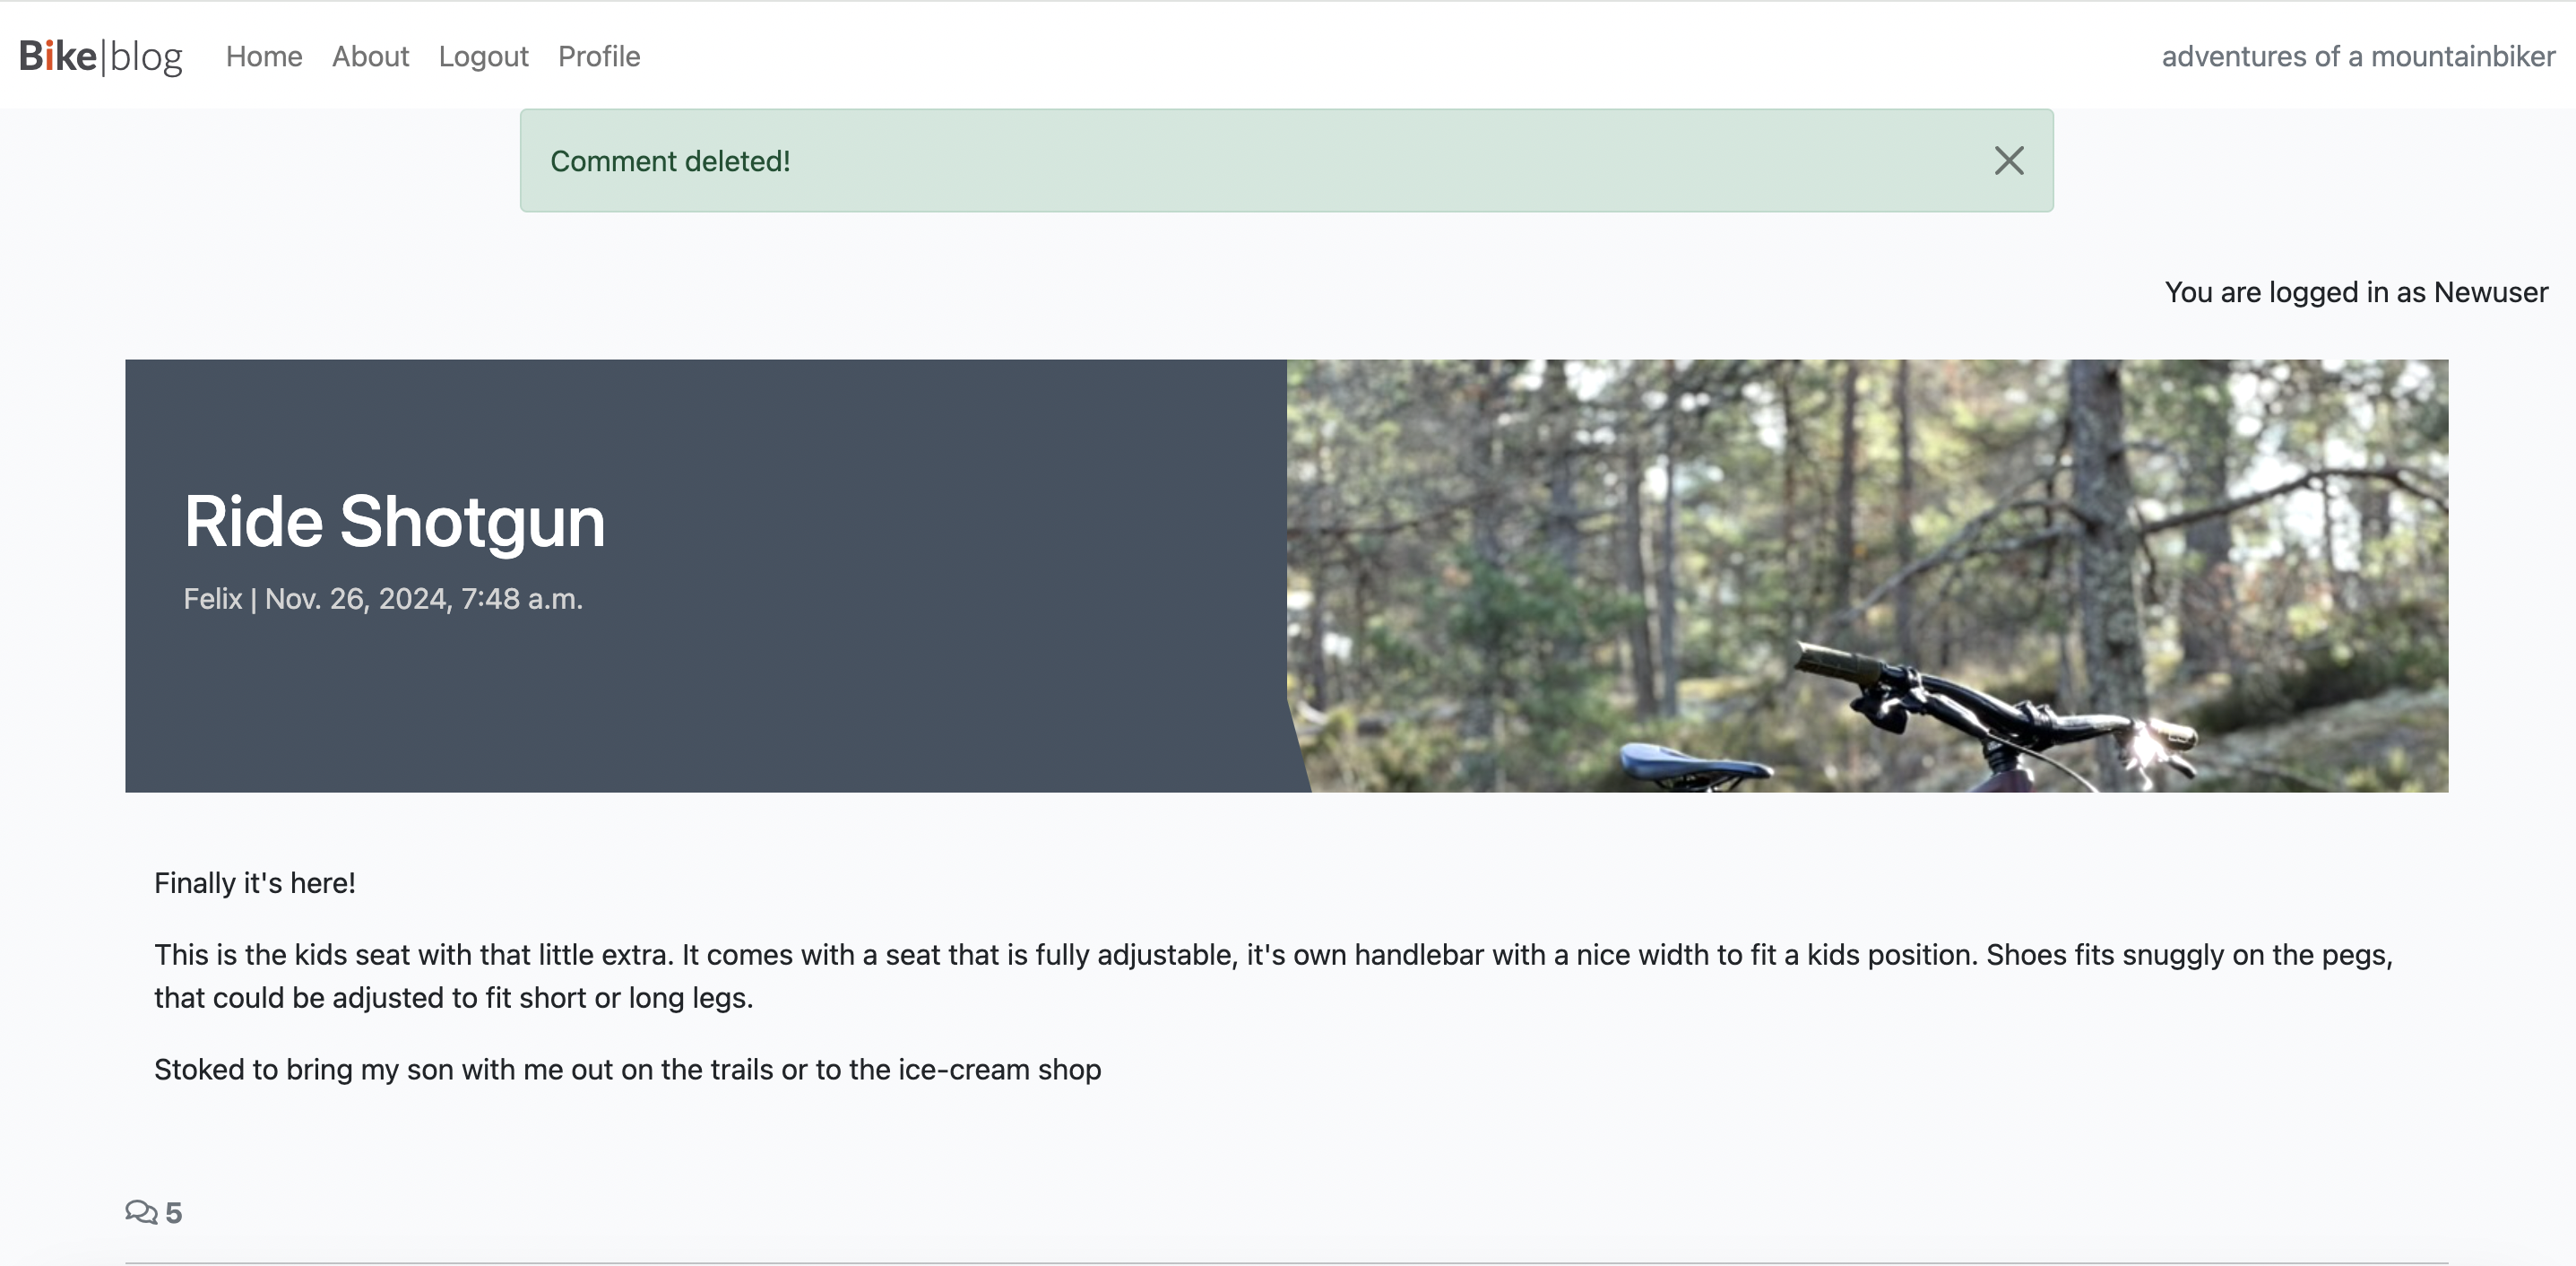 Bike|blog Home About Logout Profile adventures of a mountainbiker
Comment deleted!
You are logged in as Newuser
Ride Shotgun
Felix | Nov. 26, 2024, 7:48 a.m.
Finally it's here!
This is the kids seat with that little extra. It comes with a seat that is fully adjustable, it's own handlebar with a nice width to fit a kids position. Shoes fits snuggly on the pegs,
that could be adjusted to fit short or long legs.
Stoked to bring my son with me out on the trails or to the ice-cream shop
5